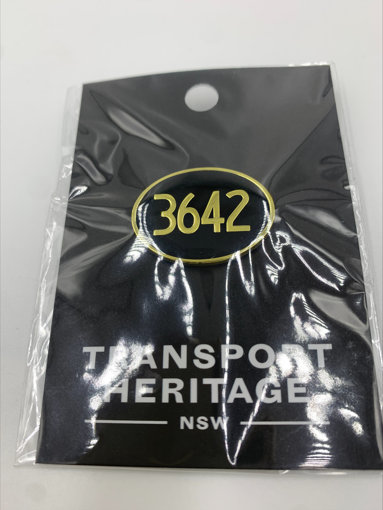 3642
TRANSPORT
HERITAGE
NSW